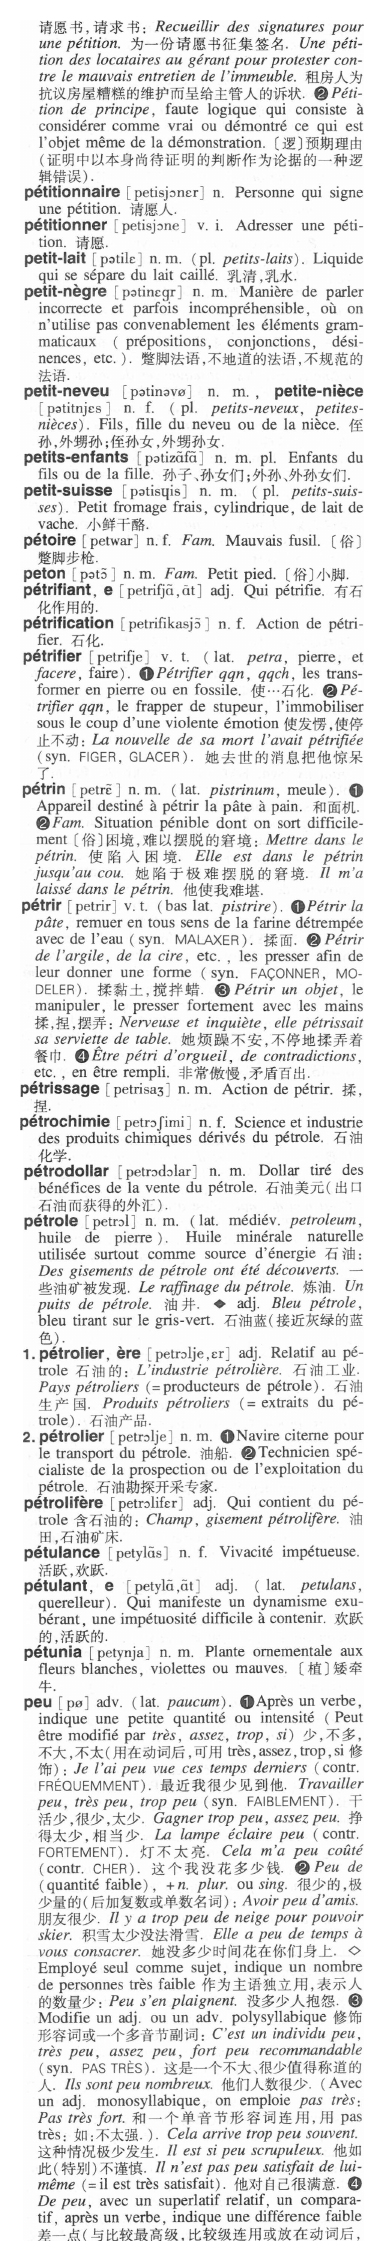 请愿书,请求书: Recueillir des signatures pour
une pétition. 为一份请愿书征集签名. Une péti-
tion des locataires au gérant pour protester con-
tre le mauvais entretien de l'immeuble. 租房人为
抗议房屋糟糕的维护而呈给主管人的诉状. ❷ Péti-
tion de principe, faute logique qui consiste à
considérer comme vrai ou démontré ce qui est
l'objet même de la démonstration. 〔逻〕预期理由
(证明中以本身尚待证明的判断作为论据的一种逻
辑错误).
pétitionnaire [petisjɔnɛr] n. Personne qui signe
une pétition. 请愿人.
pétitionner [petisjɔne] v. i. Adresser une péti-
tion. 请愿.
petit-lait [pətilɛ] n. m. (pl. petits-laits). Liquide
qui se sépare du lait caillé. 乳清,乳水.
petit-nègre [pətinɛgr] n. m. Manière de parler
incorrecte et parfois incompréhensible, où on
n'utilise pas convenablement les éléments gram-
maticaux ( prépositions, conjonctions, dési-
nences, etc. ). 蹩脚法语,不地道的法语,不规范的
法语.
petit-neveu [pətinəvø] n. m. , petite-nièce
[pətitnjɛs] n. f. ( pl. petits-neveux, petites-
nièces). Fils, fille du neveu ou de la nièce. 侄
孙,外甥孙;侄孙女,外甥孙女.
petits-enfants [pətizɑ̃fɑ̃] n. m. pl. Enfants du
fils ou de la fille. 孙子、孙女们;外孙、外孙女们.
petit-suisse [pətisɥis] n. m. ( pl. petits-suis-
ses). Petit fromage frais, cylindrique, de lait de
vache. 小鲜干酪.
pétoire [petwar] n. f. Fam. Mauvais fusil. 〔俗〕
蹩脚步枪.
peton [pətɔ̃] n. m. Fam. Petit pied. 〔俗〕小脚.
pétrifiant, e [petrifjɑ̃,ɑ̃t] adj. Qui pétrifie. 有石
化作用的.
pétrification [petrifikasjɔ̃] n. f. Action de pétri-
fier. 石化.
pétrifier [petrifje] v. t. ( lat. petra, pierre, et
facere, faire). ❶ Pétrifier qqn, qqch, les trans-
former en pierre ou en fossile. 使…石化. ❷ Pé-
trifier qqn, le frapper de stupeur, l'immobiliser
sous le coup d'une violente émotion 使发愣,使停
止不动: La nouvelle de sa mort l'avait pétrifiée
(syn. FIGER, GLACER). 她去世的消息把他惊呆
了.
pétrin [petrɛ̃] n. m. (lat. pistrinum, meule). ❶
Appareil destiné à pétrir la pâte à pain. 和面机.
❷ Fam. Situation pénible dont on sort difficile-
ment 〔俗〕困境,难以摆脱的窘境: Mettre dans le
pétrin. 使陷入困境. Elle est dans le pétrin
jusqu'au cou. 她陷于极难摆脱的窘境. Il m'a
laissé dans le pétrin. 他使我难堪.
pétrir [petrir] v. t. (bas lat. pistrire). ❶ Pétrir la
pâte, remuer en tous sens de la farine détrempée
avec de l'eau (syn. MALAXER). 揉面. ❷ Pétrir
de l'argile, de la cire, etc. , les presser afin de
leur donner une forme (syn. FAÇONNER, MO-
DELER). 揉黏土,搅拌蜡. ❸ Pétrir un objet, le
manipuler, le presser fortement avec les mains
揉,捏,摆弄: Nerveuse et inquiète, elle pétrissait
sa serviette de table. 她烦躁不安,不停地揉弄着
餐巾. ❹ Être pétri d'orgueil, de contradictions,
etc. , en être rempli. 非常傲慢,矛盾百出.
pétrissage [petrisaʒ] n. m. Action de pétrir. 揉,
捏.
pétrochimie [petrɔʃimi] n. f. Science et industrie
des produits chimiques dérivés du pétrole. 石油
化学.
pétrodollar [petrɔdɔlar] n. m. Dollar tiré des
bénéfices de la vente du pétrole. 石油美元(出口
石油而获得的外汇).
pétrole [petrɔl] n. m. (lat. médiév. petroleum,
huile de pierre). Huile minérale naturelle
utilisée surtout comme source d'énergie 石油:
Des gisements de pétrole ont été découverts. 一
些油矿被发现. Le raffinage du pétrole. 炼油. Un
puits de pétrole. 油井. ◆ adj. Bleu pétrole,
bleu tirant sur le gris-vert. 石油蓝(接近灰绿的蓝
色).
1. pétrolier, ère [petrɔlje,ɛr] adj. Relatif au pé-
trole 石油的: L'industrie pétrolière. 石油工业.
Pays pétroliers (=producteurs de pétrole). 石油
生产国. Produits pétroliers (= extraits du pé-
trole). 石油产品.
2. pétrolier [petrɔlje] n. m. ❶ Navire citerne pour
le transport du pétrole. 油船. ❷ Technicien spé-
cialiste de la prospection ou de l'exploitation du
pétrole. 石油勘探开采专家.
pétrolifère [petrɔlifɛr] adj. Qui contient du pé-
trole 含石油的: Champ, gisement pétrolifère. 油
田,石油矿床.
pétulance [petylɑ̃s] n. f. Vivacité impétueuse.
活跃,欢跃.
pétulant, e [petylɑ̃,ɑ̃t] adj. ( lat. petulans,
querelleur). Qui manifeste un dynamisme exu-
bérant, une impétuosité difficile à contenir. 欢跃
的,活跃的.
pétunia [petynja] n. m. Plante ornementale aux
fleurs blanches, violettes ou mauves. 〔植〕矮牵
牛.
peu [pø] adv. (lat. paucum). ❶ Après un verbe,
indique une petite quantité ou intensité ( Peut
être modifié par très, assez, trop, si) 少,不多,
不大,不太(用在动词后,可用 très,assez,trop,si 修
饰): Je l'ai peu vue ces temps derniers (contr.
FRÉQUEMMENT). 最近我很少见到他. Travailler
peu, très peu, trop peu (syn. FAIBLEMENT). 干
活少,很少,太少. Gagner trop peu, assez peu. 挣
得太少,相当少. La lampe éclaire peu ( contr.
FORTEMENT). 灯不太亮. Cela m'a peu coûté
(contr. CHER). 这个我没花多少钱. ❷ Peu de
(quantité faible), +n. plur. ou sing. 很少的,极
少量的(后加复数或单数名词): Avoir peu d'amis.
朋友很少. Il y a trop peu de neige pour pouvoir
skier. 积雪太少没法滑雪. Elle a peu de temps à
vous consacrer. 她没多少时间花在你们身上. ◇
Employé seul comme sujet, indique un nombre
de personnes très faible 作为主语独立用,表示人
的数量少: Peu s'en plaignent. 没多少人抱怨. ❸
Modifie un adj. ou un adv. polysyllabique 修饰
形容词或一个多音节副词: C'est un individu peu,
très peu, assez peu, fort peu recommandable
(syn. PAS TRÈS). 这是一个不大、很少值得称道的
人. Ils sont peu nombreux. 他们人数很少. (Avec
un adj. monosyllabique, on emploie pas très:
Pas très fort. 和一个单音节形容词连用,用 pas
très: 如:不太强.). Cela arrive trop peu souvent.
这种情况极少发生. Il est si peu scrupuleux. 他如
此(特别)不谨慎. Il n'est pas peu satisfait de lui-
même (=il est très satisfait). 他对自己很满意. ❹
De peu, avec un superlatif relatif, un compara-
tif, après un verbe, indique une différence faible
差一点(与比较最高级,比较级连用或放在动词后,